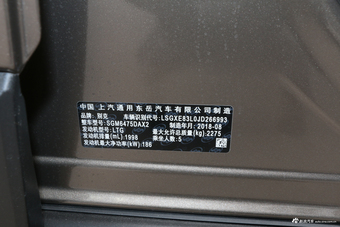 中国 上汽通用东岳汽车有限公司制造
品牌：别克 车辆识别代号：LSGXE83L0JD266993
整车型号：SGM6475DAX2 制造年月：2018-08
发动机型号：LTG 最大允许总质量(kg)：2275
发动机排量(mL)：1998 乘坐人数：5
发动机最大净功率(kW)：186